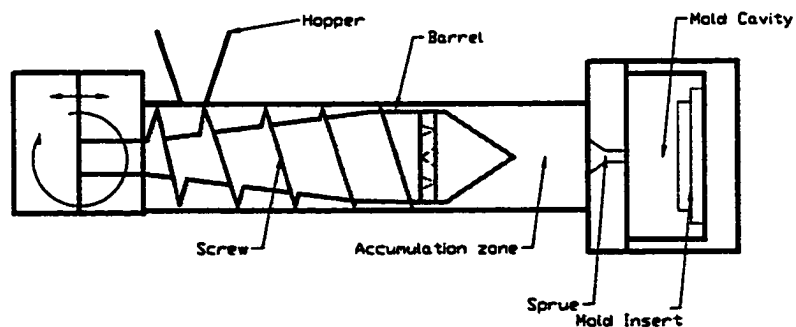 Hopper
Mold Cavity
Barrel
Screw
Accumulation zone
Sprue
Mold Insert